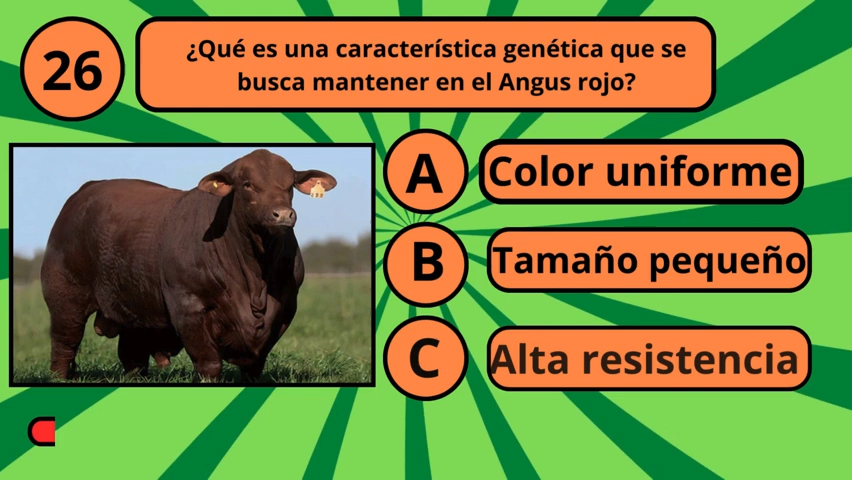 26
¿Qué es una característica genética que se
busca mantener en el Angus rojo?
A
Color uniforme
B
Tamaño pequeño
C
Alta resistencia